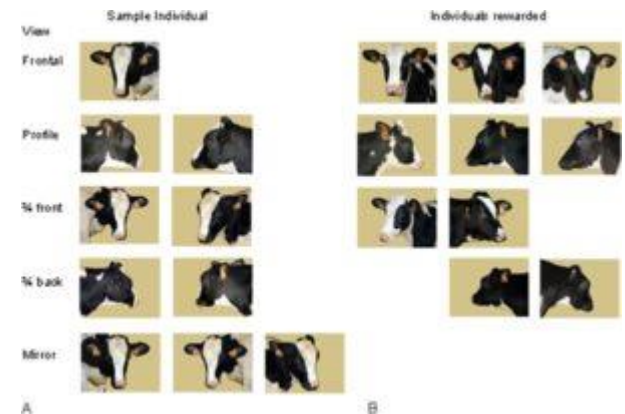 Sample Individual
Individuals rewarded
View
Frontal
Profile
¾ front
¾ back
Mirror
A
B